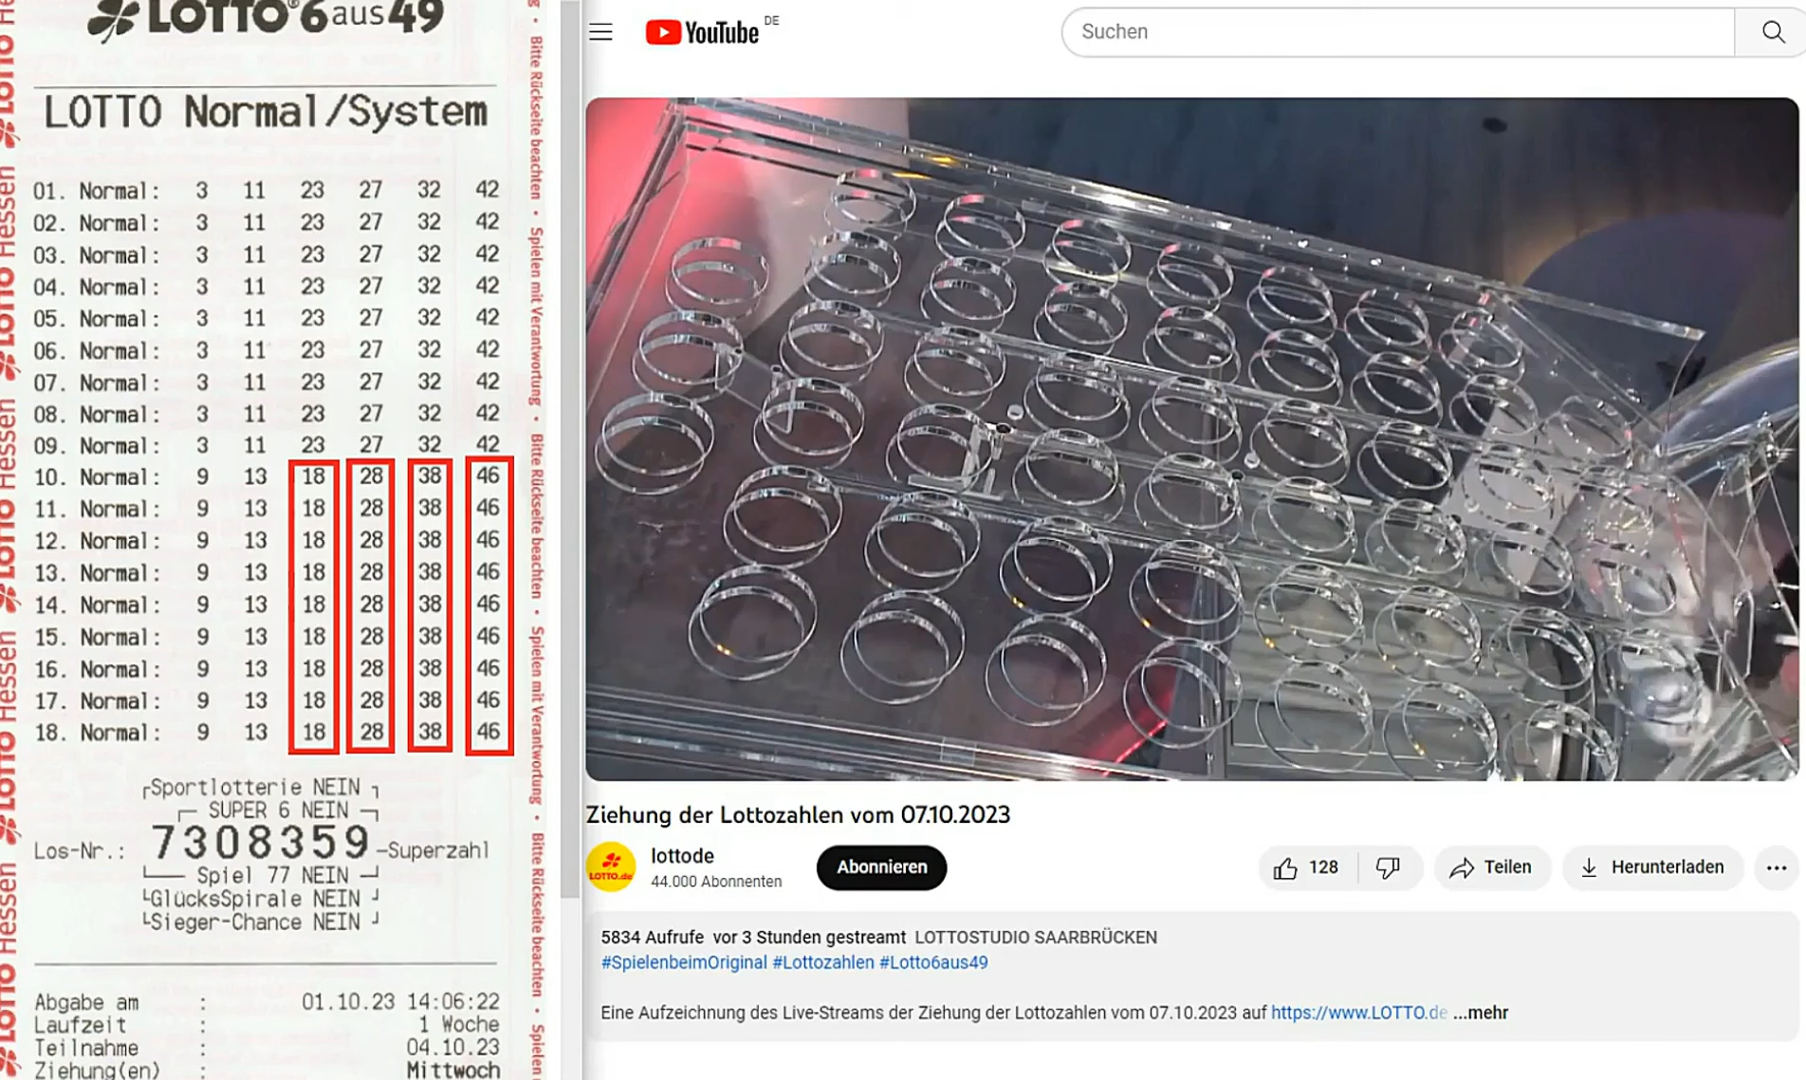 LOTTO® 6aus49
LOTTO Normal/System
01. Normal: 3 11 23 27 32 42
02. Normal: 3 11 23 27 32 42
03. Normal: 3 11 23 27 32 42
04. Normal: 3 11 23 27 32 42
05. Normal: 3 11 23 27 32 42
06. Normal: 3 11 23 27 32 42
07. Normal: 3 11 23 27 32 42
08. Normal: 3 11 23 27 32 42
09. Normal: 3 11 23 27 32 42
10. Normal: 9 13 18 28 38 46
11. Normal: 9 13 18 28 38 46
12. Normal: 9 13 18 28 38 46
13. Normal: 9 13 18 28 38 46
14. Normal: 9 13 18 28 38 46
15. Normal: 9 13 18 28 38 46
16. Normal: 9 13 18 28 38 46
17. Normal: 9 13 18 28 38 46
18. Normal: 9 13 18 28 38 46
Sportlotterie NEIN
SUPER 6 NEIN
Los-Nr.: 7308359 -Superzahl
Spiel 77 NEIN
GlücksSpirale NEIN
Sieger-Chance NEIN
Abgabe am : 01.10.23 14:06:22
Laufzeit : 1 Woche
Teilnahme : 04.10.23
Ziehung(en) : Mittwoch
LOTTO Hessen LOTTO Hessen LOTTO Hessen LOTTO Hessen LOTTO Hessen
• Bitte Rückseite beachten • Spielen mit Verantwortung • Bitte Rückseite beachten • Spielen mit Verantwortung • Bitte Rückseite beachten • Spielen
YouTube DE
Suchen
Ziehung der Lottozahlen vom 07.10.2023
LOTTO.de
lottode
44.000 Abonnenten
Abonnieren
128
Teilen
Herunterladen
5834 Aufrufe vor 3 Stunden gestreamt LOTTOSTUDIO SAARBRÜCKEN
#SpielenbeimOriginal #Lottozahlen #Lotto6aus49
Eine Aufzeichnung des Live-Streams der Ziehung der Lottozahlen vom 07.10.2023 auf https://www.LOTTO.de ...mehr